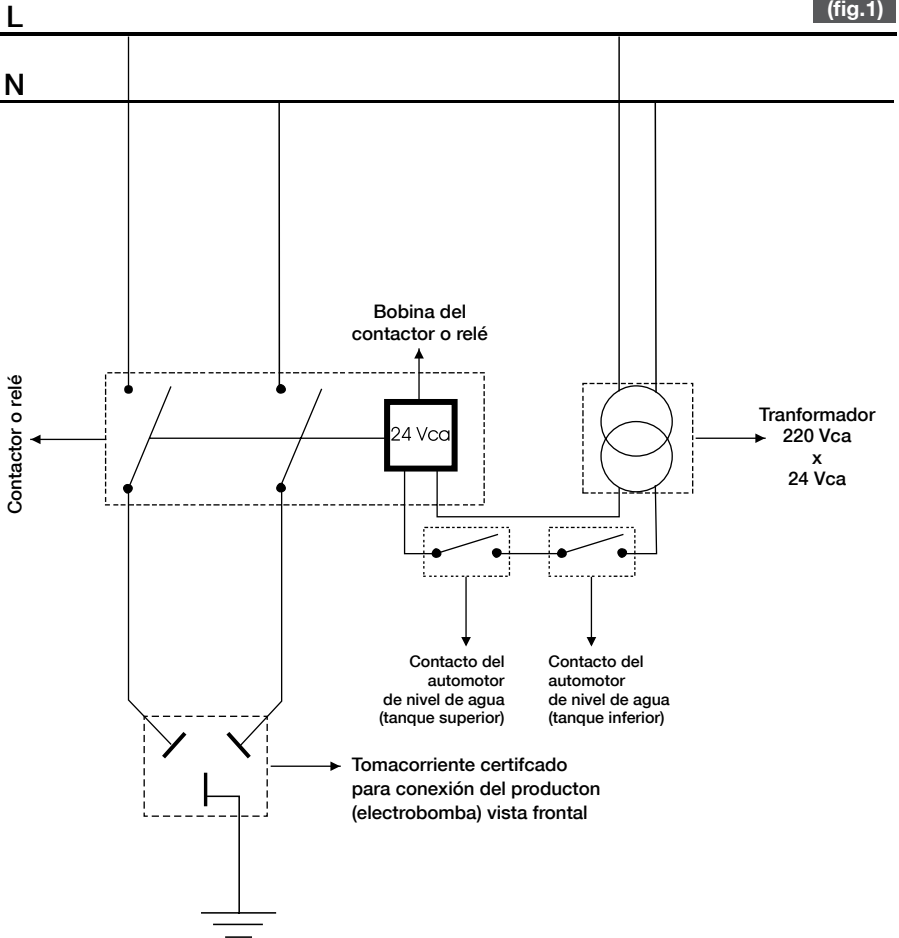 (fig.1)
L
N
Bobina del
contactor o relé
Contactor o relé
24 Vca
Tranformador
220 Vca
x
24 Vca
Contacto del
automotor
de nivel de agua
(tanque superior)
Contacto del
automotor
de nivel de agua
(tanque inferior)
Tomacorriente certifcado
para conexión del producton
(electrobomba) vista frontal